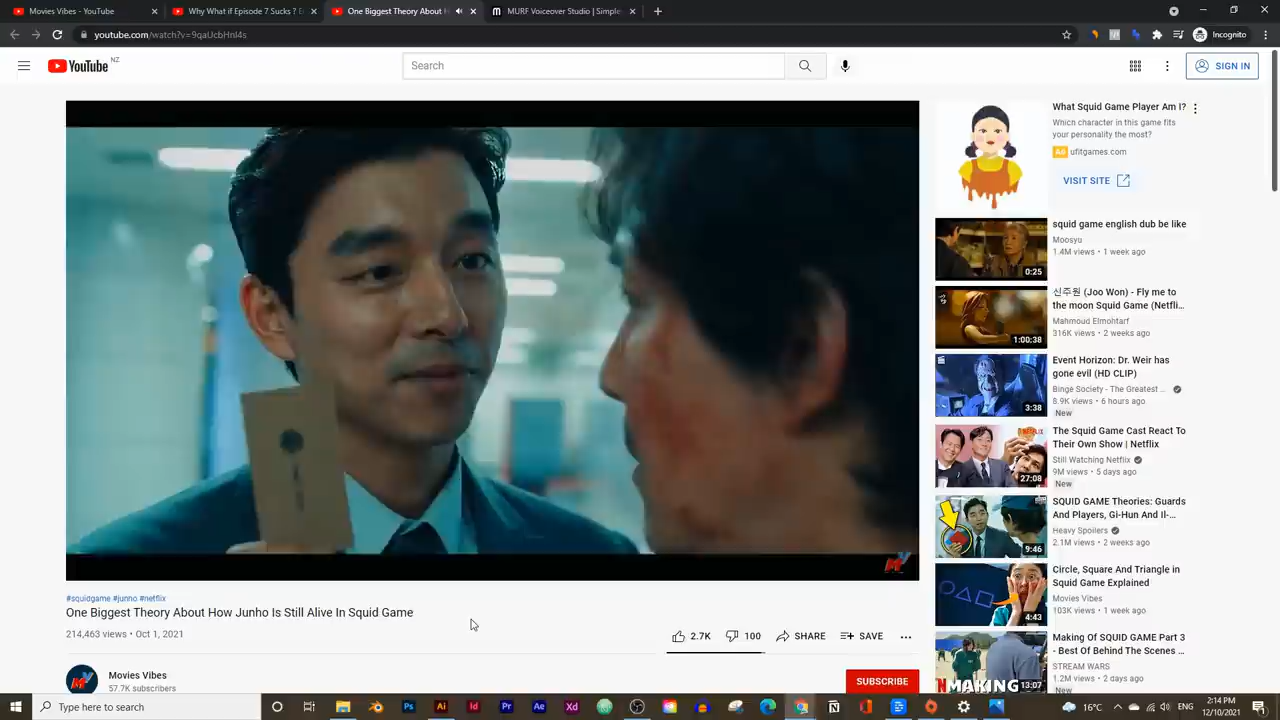 Movies Vibes - YouTube
Why What if Episode 7 Sucks ? E
One Biggest Theory About H
MURF Voiceover Studio | Simple
youtube.com/watch?v=9qaUcbHnl4s
Incognito
YouTube NZ
Search
SIGN IN
What Squid Game Player Am I?
Which character in this game fits
your personality the most?
Ad ufitgames.com
VISIT SITE
squid game english dub be like
Moosyu
1.4M views • 1 week ago
0:25
신주원 (Joo Won) - Fly me to
the moon Squid Game (Netfli...
Mahmoud Elmohtarf
316K views • 2 weeks ago
1:00:38
Event Horizon: Dr. Weir has
gone evil (HD CLIP)
Binge Society - The Greatest ...
8.9K views • 6 hours ago
New
3:38
The Squid Game Cast React To
Their Own Show | Netflix
Still Watching Netflix
9M views • 5 days ago
New
27:08
SQUID GAME Theories: Guards
And Players, Gi-Hun And Il-...
Heavy Spoilers
2.1M views • 2 weeks ago
9:46
Circle, Square And Triangle in
Squid Game Explained
Movies Vibes
103K views • 1 week ago
4:43
Making Of SQUID GAME Part 3
- Best Of Behind The Scenes ...
STREAM WARS
1.2M views • 2 days ago
New
MAKING
13:07
#squidgame #junho #netflix
One Biggest Theory About How Junho Is Still Alive In Squid Game
214,463 views • Oct 1, 2021
2.7K
100
SHARE
SAVE
Movies Vibes
57.7K subscribers
SUBSCRIBE
Type here to search
16°C
2:14 PM
12/10/2021